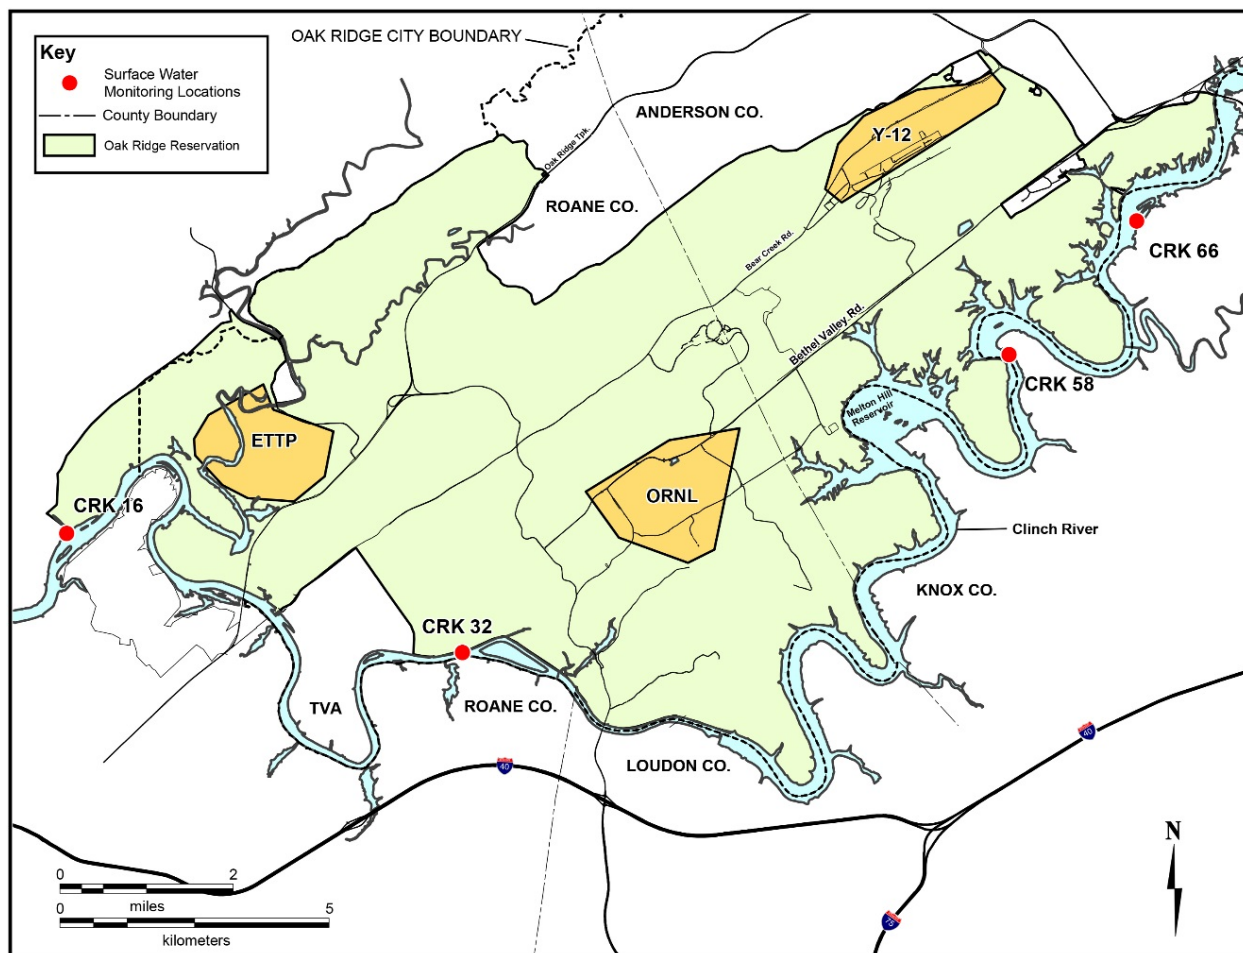 OAK RIDGE CITY BOUNDARY
Key
Surface Water
Monitoring Locations
County Boundary
Oak Ridge Reservation
ANDERSON CO.
Y-12
Oak Ridge Tpk.
ROANE CO.
Bear Creek Rd.
CRK 66
Bethel Valley Rd.
CRK 58
Melton Hill
Reservoir
ETTP
ORNL
CRK 16
Clinch River
KNOX CO.
CRK 32
TVA
ROANE CO.
LOUDON CO.
40
40
75
N
0 2
miles
0 5
kilometers